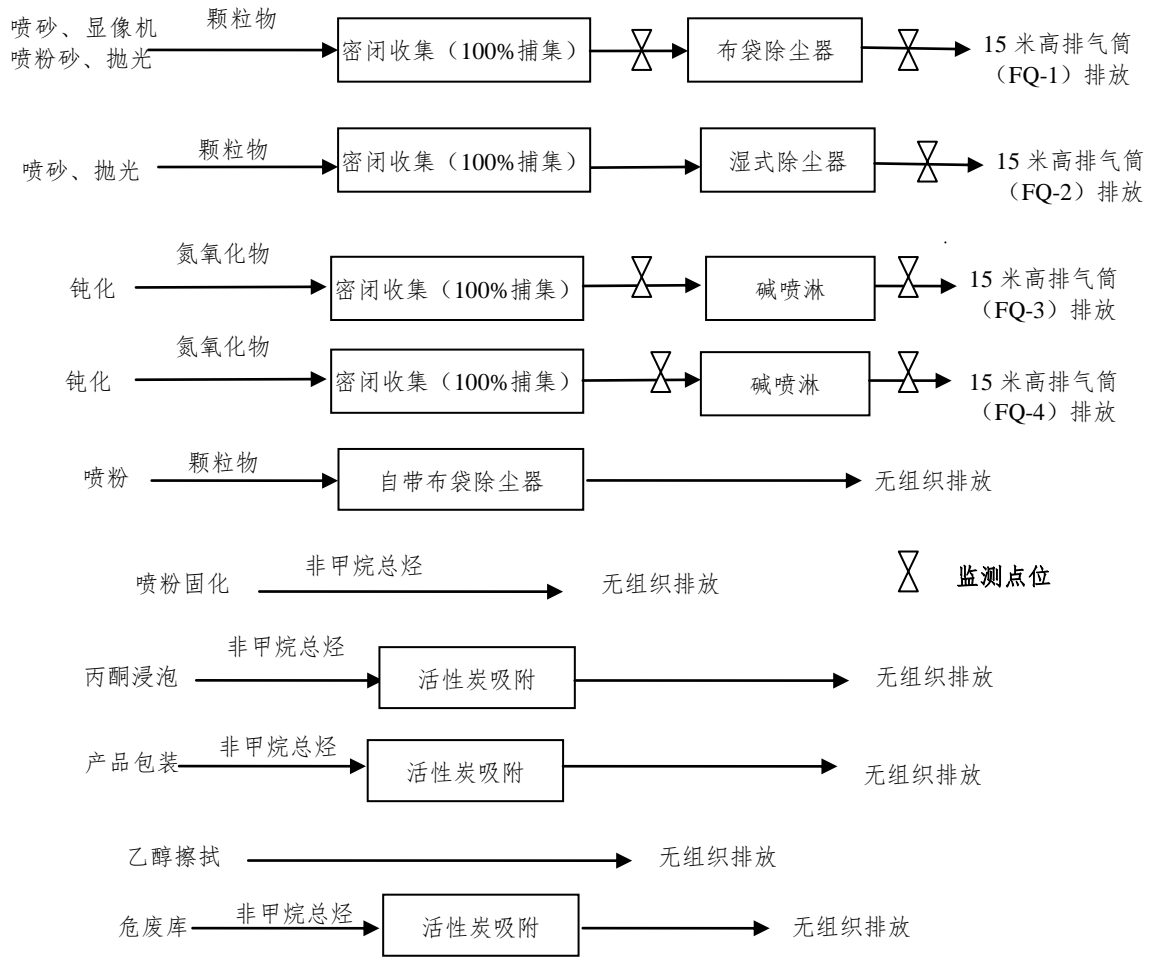 喷砂、显像机
喷粉砂、抛光
颗粒物
密闭收集（100%捕集）
布袋除尘器
15 米高排气筒
（FQ-1）排放
喷砂、抛光
颗粒物
密闭收集（100%捕集）
湿式除尘器
15 米高排气筒
（FQ-2）排放
钝化
氮氧化物
密闭收集（100%捕集）
碱喷淋
15 米高排气筒
（FQ-3）排放
钝化
氮氧化物
密闭收集（100%捕集）
碱喷淋
15 米高排气筒
（FQ-4）排放
喷粉
颗粒物
自带布袋除尘器
无组织排放
喷粉固化
非甲烷总烃
无组织排放
监测点位
丙酮浸泡
非甲烷总烃
活性炭吸附
无组织排放
产品包装
非甲烷总烃
活性炭吸附
无组织排放
乙醇擦拭
无组织排放
危废库
非甲烷总烃
活性炭吸附
无组织排放